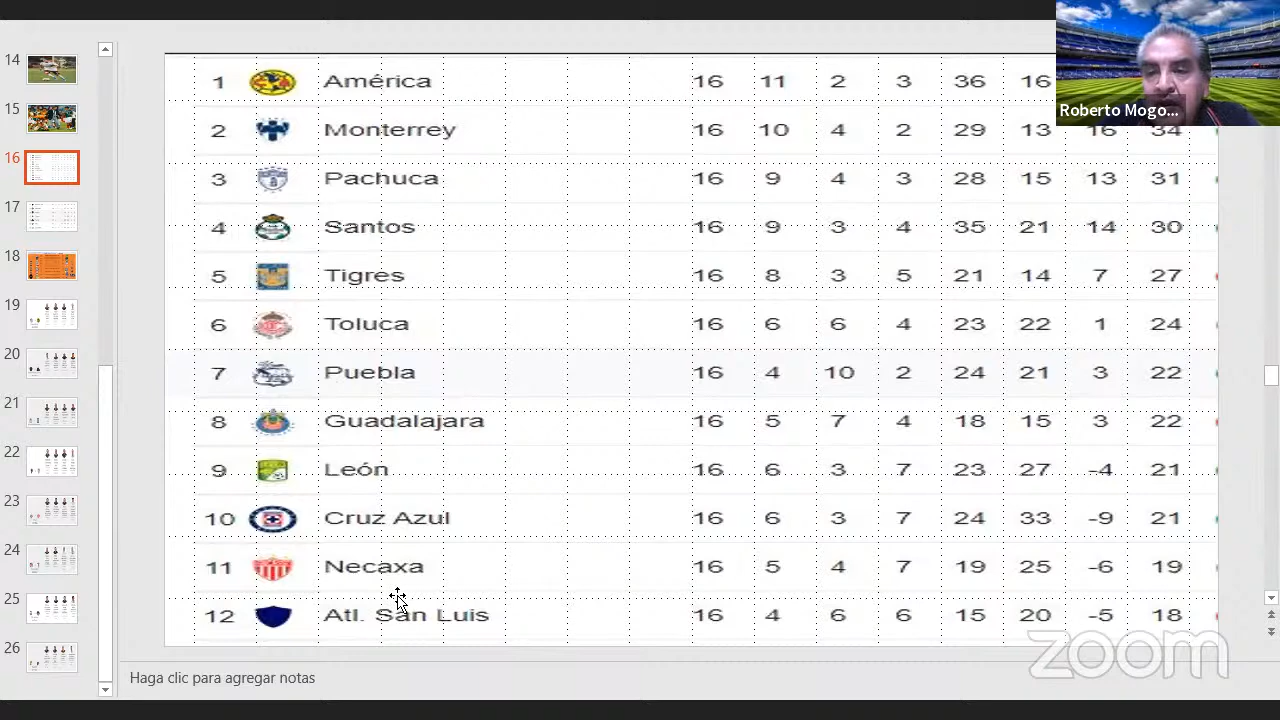 14
15
16
17
18
19
20
21
22
23
24
25
26
1 América 16 11 2 3 36 16
2 Monterrey 16 10 4 2 29 13 16 34
3 Pachuca 16 9 4 3 28 15 13 31
4 Santos 16 9 3 4 35 21 14 30
5 Tigres 16 8 3 5 21 14 7 27
6 Toluca 16 6 6 4 23 22 1 24
7 Puebla 16 4 10 2 24 21 3 22
8 Guadalajara 16 5 7 4 18 15 3 22
9 León 16 6 3 7 23 27 -4 21
10 Cruz Azul 16 6 3 7 24 33 -9 21
11 Necaxa 16 5 4 7 19 25 -6 19
12 Atl. San Luis 16 4 6 6 15 20 -5 18
Roberto Mogo...
zoom
Haga clic para agregar notas